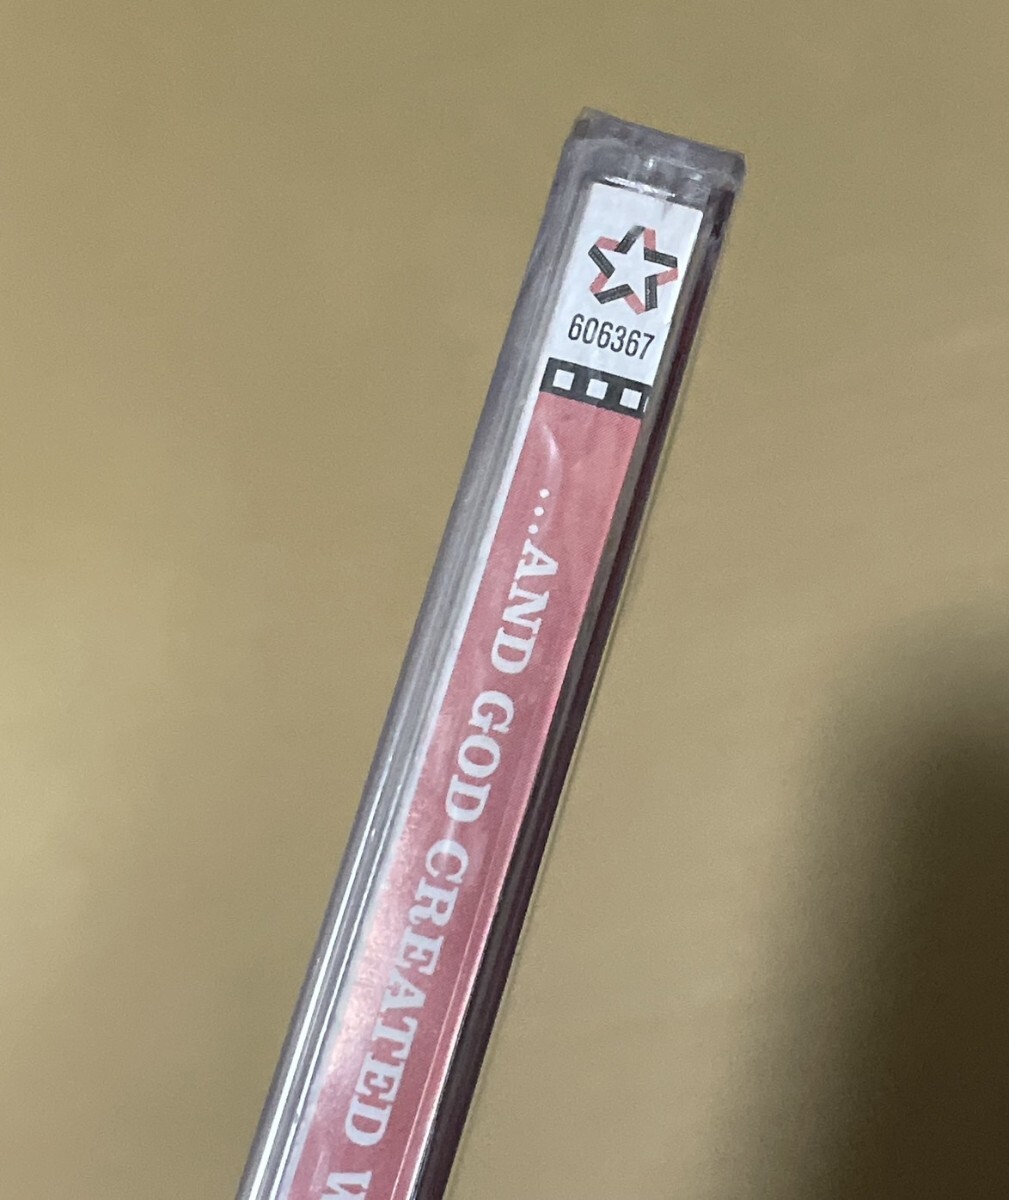 606367
....AND GOD CREATED W